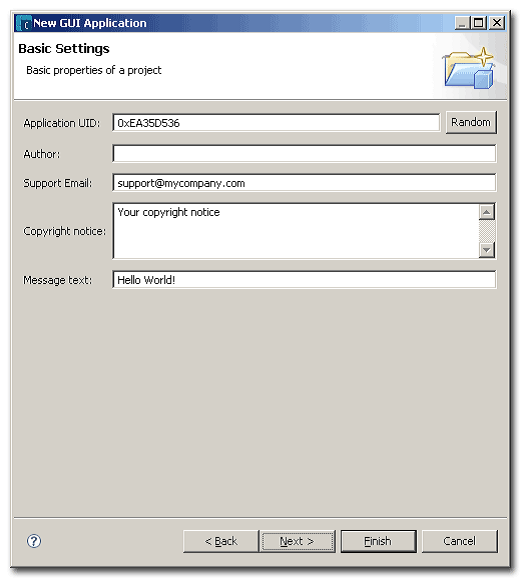 New GUI Application
Basic Settings
Basic properties of a project
Application UID: 0xEA35D536 Random
Author:
Support Email: support@mycompany.com
Your copyright notice
Copyright notice:
Message text: Hello World!
? < Back Next > Finish Cancel